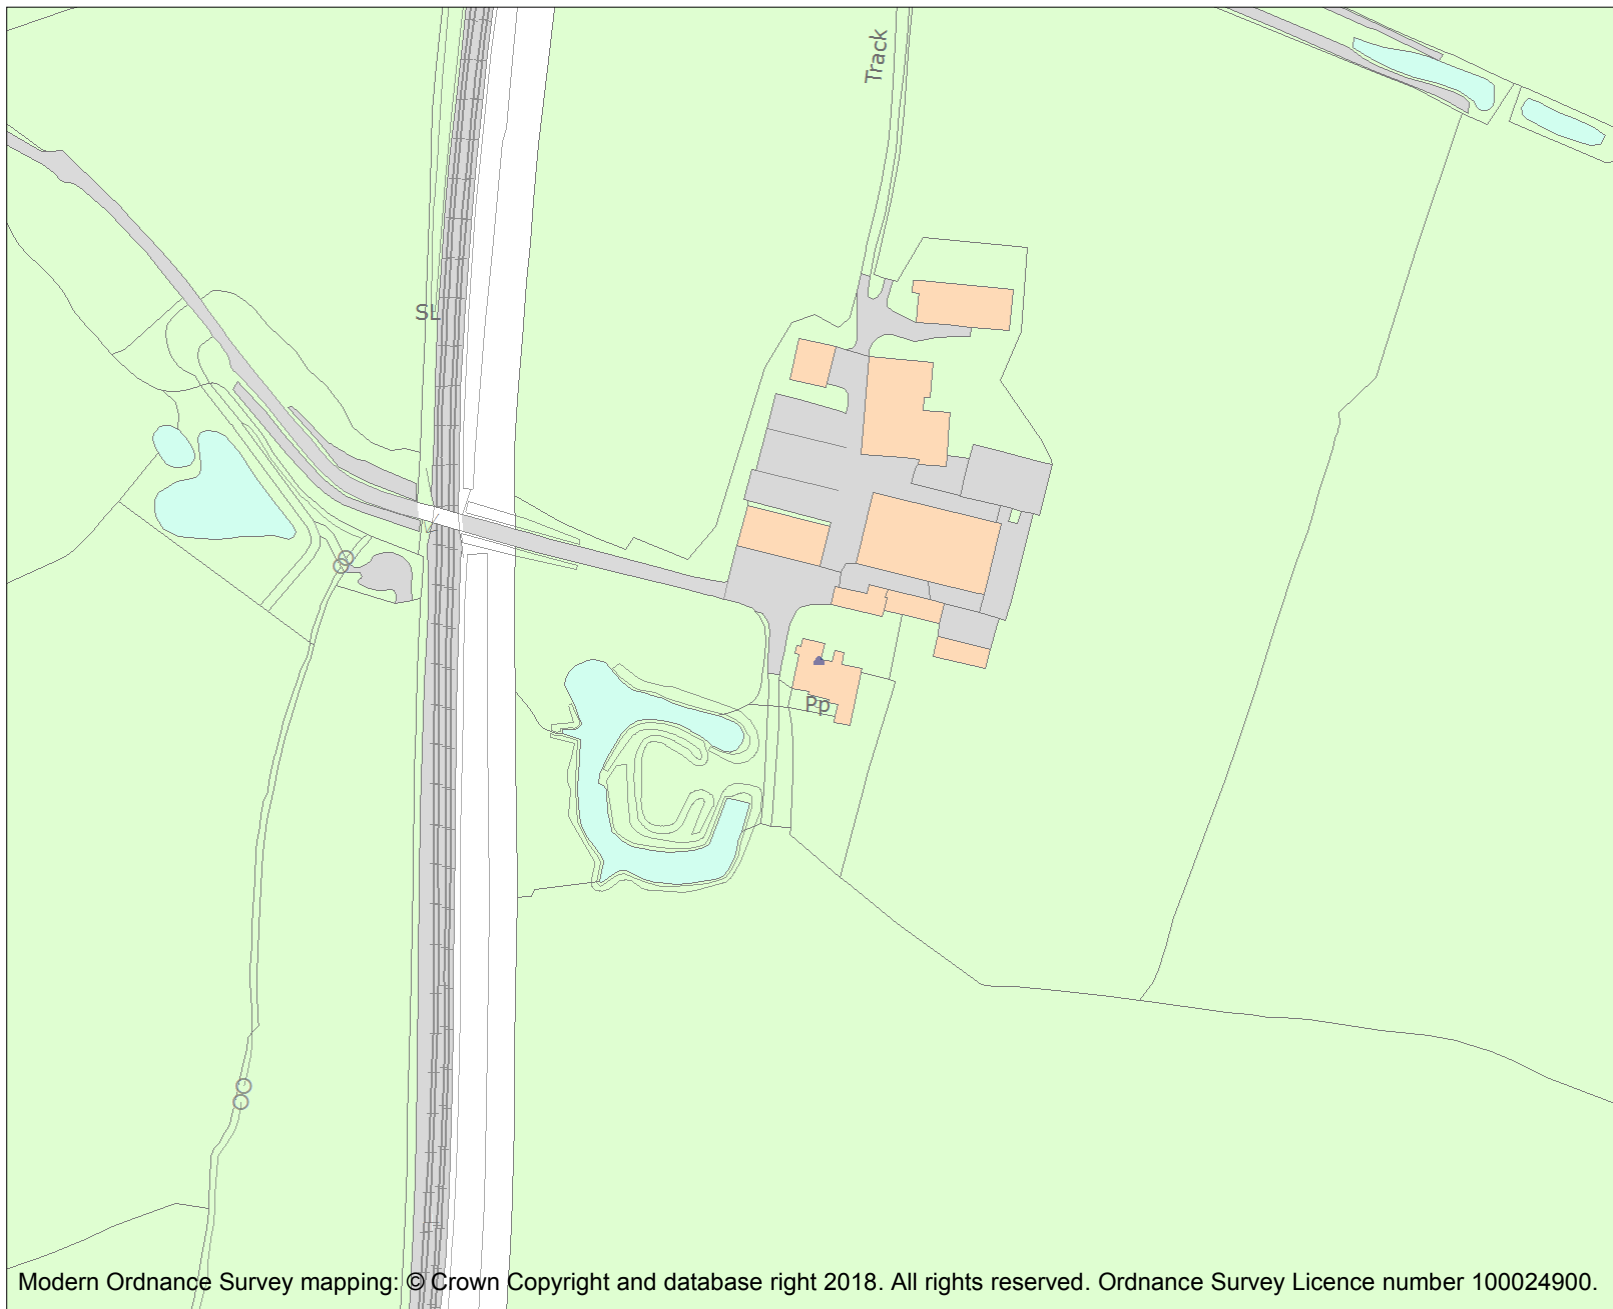 Track
SL
Pp
Modern Ordnance Survey mapping: © Crown Copyright and database right 2018. All rights reserved. Ordnance Survey Licence number 100024900.